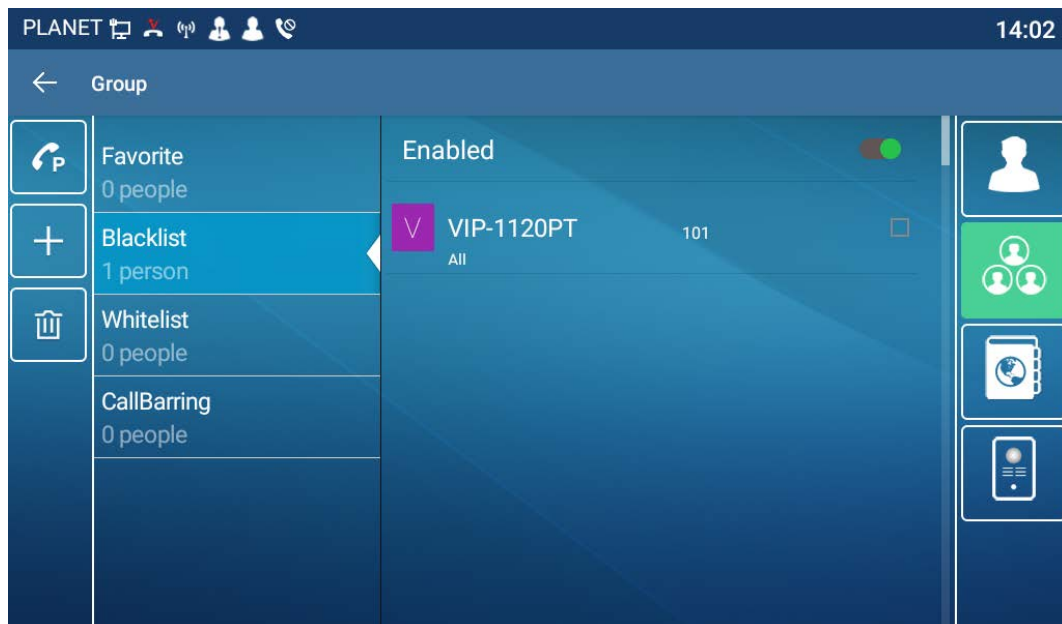 PLANET
14:02
Group
P
Favorite
0 people
Blacklist
1 person
Whitelist
0 people
CallBarring
0 people
Enabled
V
VIP-1120PT
101
All